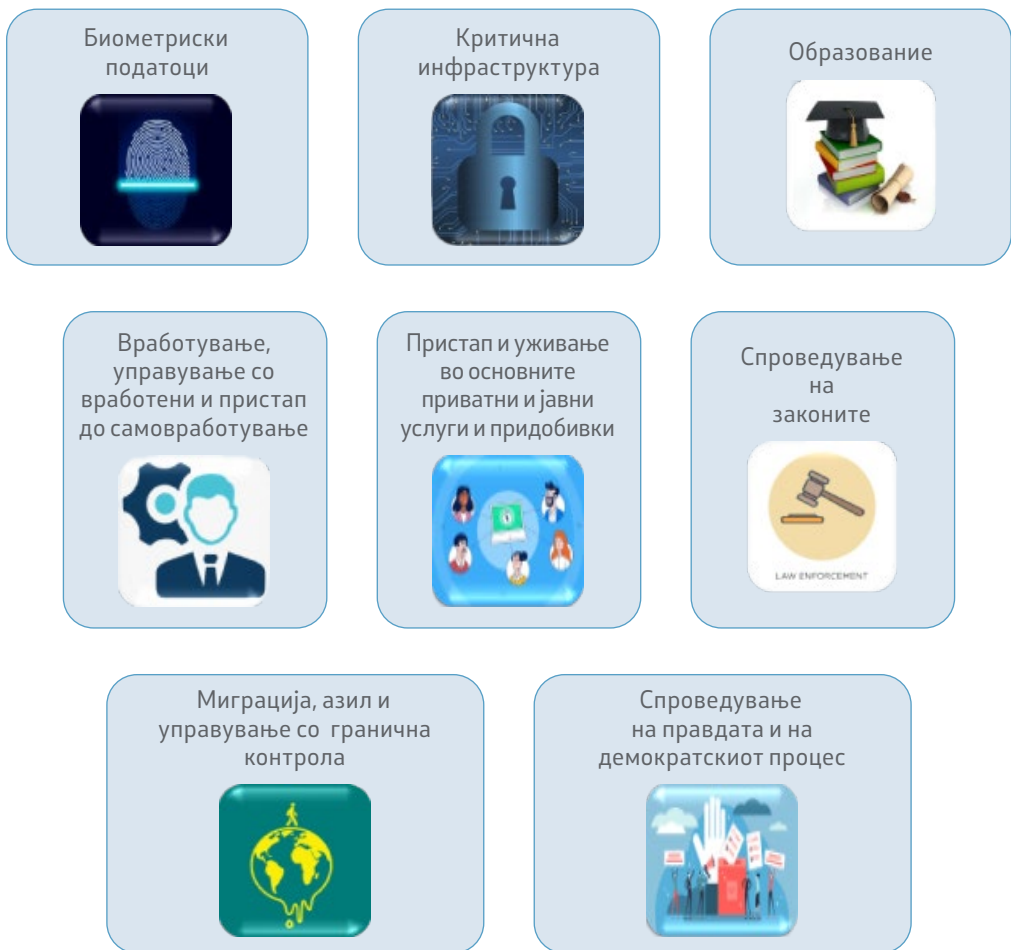 Биометриски
податоци
Критична
инфраструктура
Образование
Вработување,
управување со
вработени и пристап
до самовработување
Пристап и уживање
во основните
приватни и јавни
услуги и придобивки
Спроведување
на
законите
LAW ENFORCEMENT
Миграција, азил и
управување со гранична
контрола
Спроведување
на правдата и на
демократскиот процес